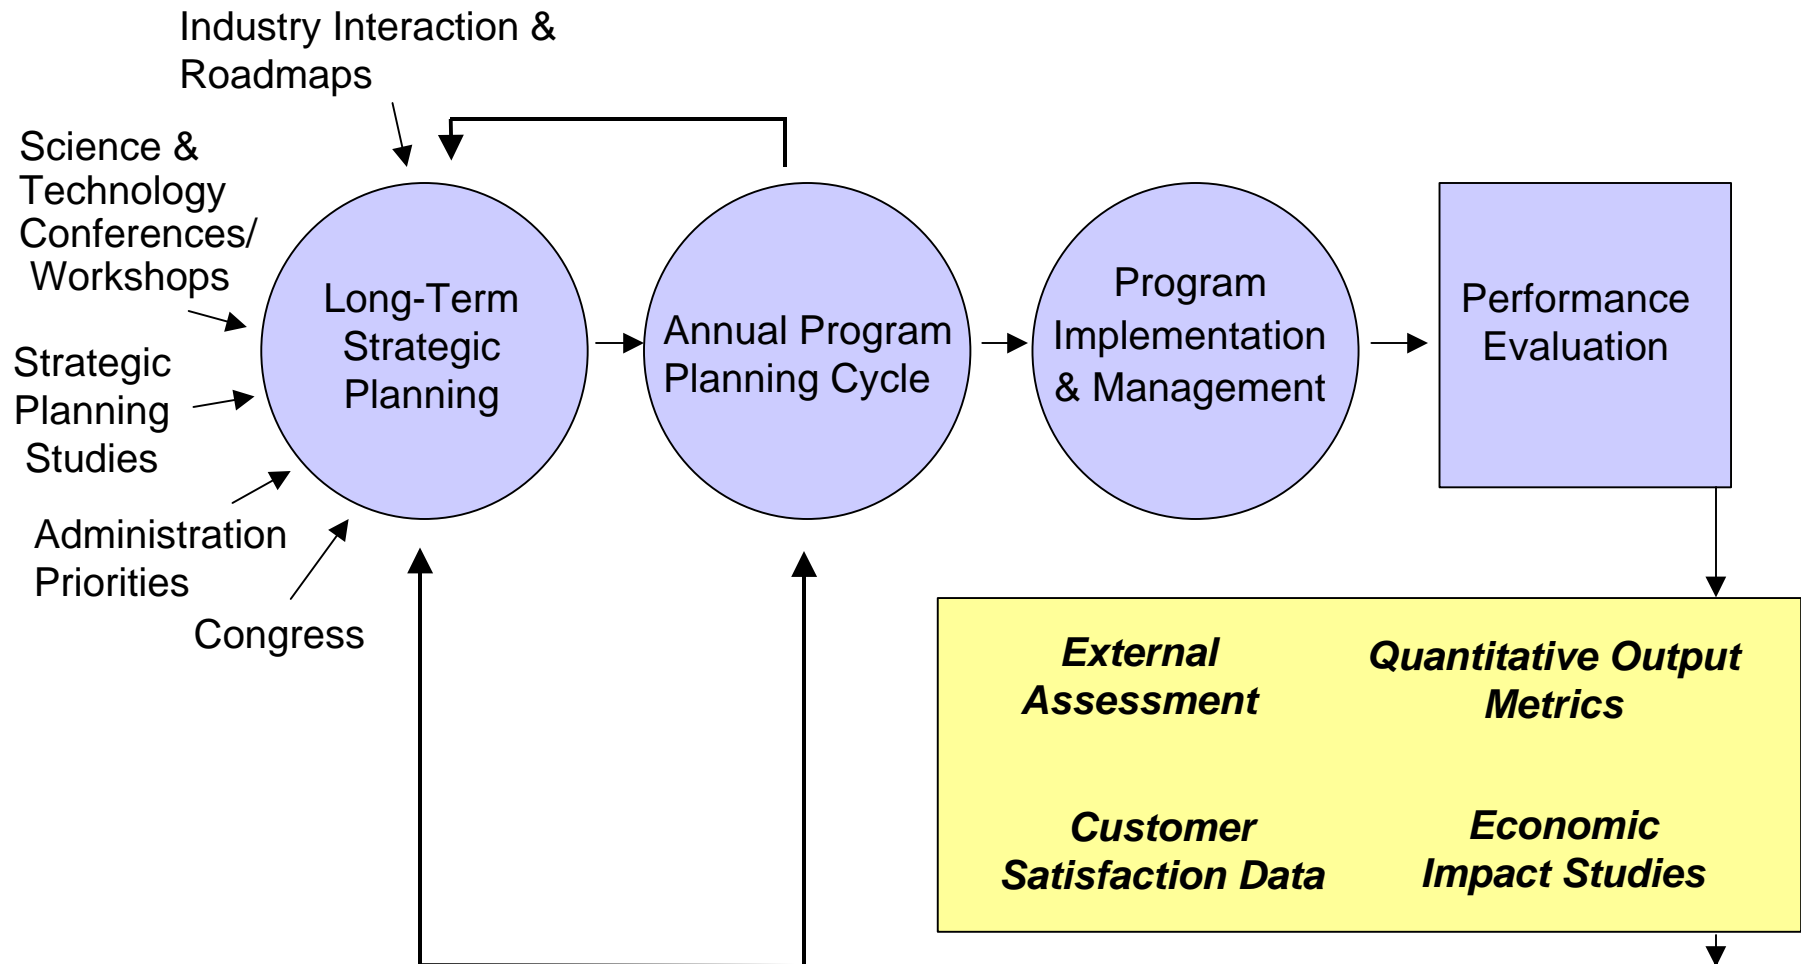 Industry Interaction &
Roadmaps
Science &
Technology
Conferences/
Workshops
Strategic
Planning
Studies
Administration
Priorities
Congress
Long-Term
Strategic
Planning
Annual Program
Planning Cycle
Program
Implementation
& Management
Performance
Evaluation
External
Assessment
Quantitative Output
Metrics
Customer
Satisfaction Data
Economic
Impact Studies